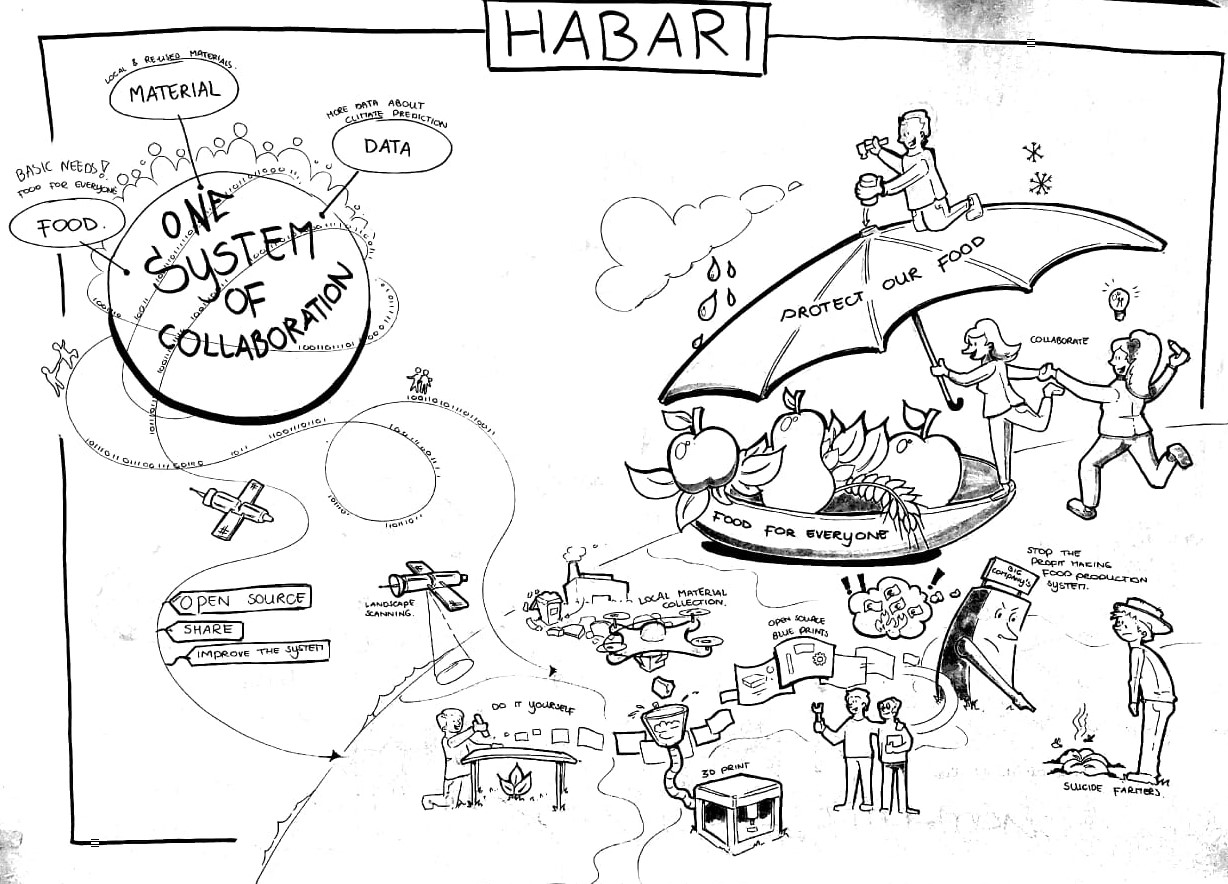 HABARI
LOCAL & REUSED MATERIALS.
MATERIAL
MORE DATA ABOUT
CLIMATE PREDICTION
DATA
BASIC NEEDS!
FOOD FOR EVERYONE
FOOD.
ONE
SYSTEM
OF
COLLABORATION
PROTECT OUR FOOD
COLLABORATE
FOOD FOR EVERYONE
OPEN SOURCE
SHARE
IMPROVE THE SYSTEM
LANDSCAPE
SCANNING.
LOCAL MATERIAL
COLLECTION.
OPEN SOURCE
BLUE PRINTS
BIG
COMPANY'S
STOP THE
PROFIT MAKING
FOOD PRODUCTION
SYSTEM.
DO IT YOURSELF
3D PRINT
SUICIDE FARMERS.